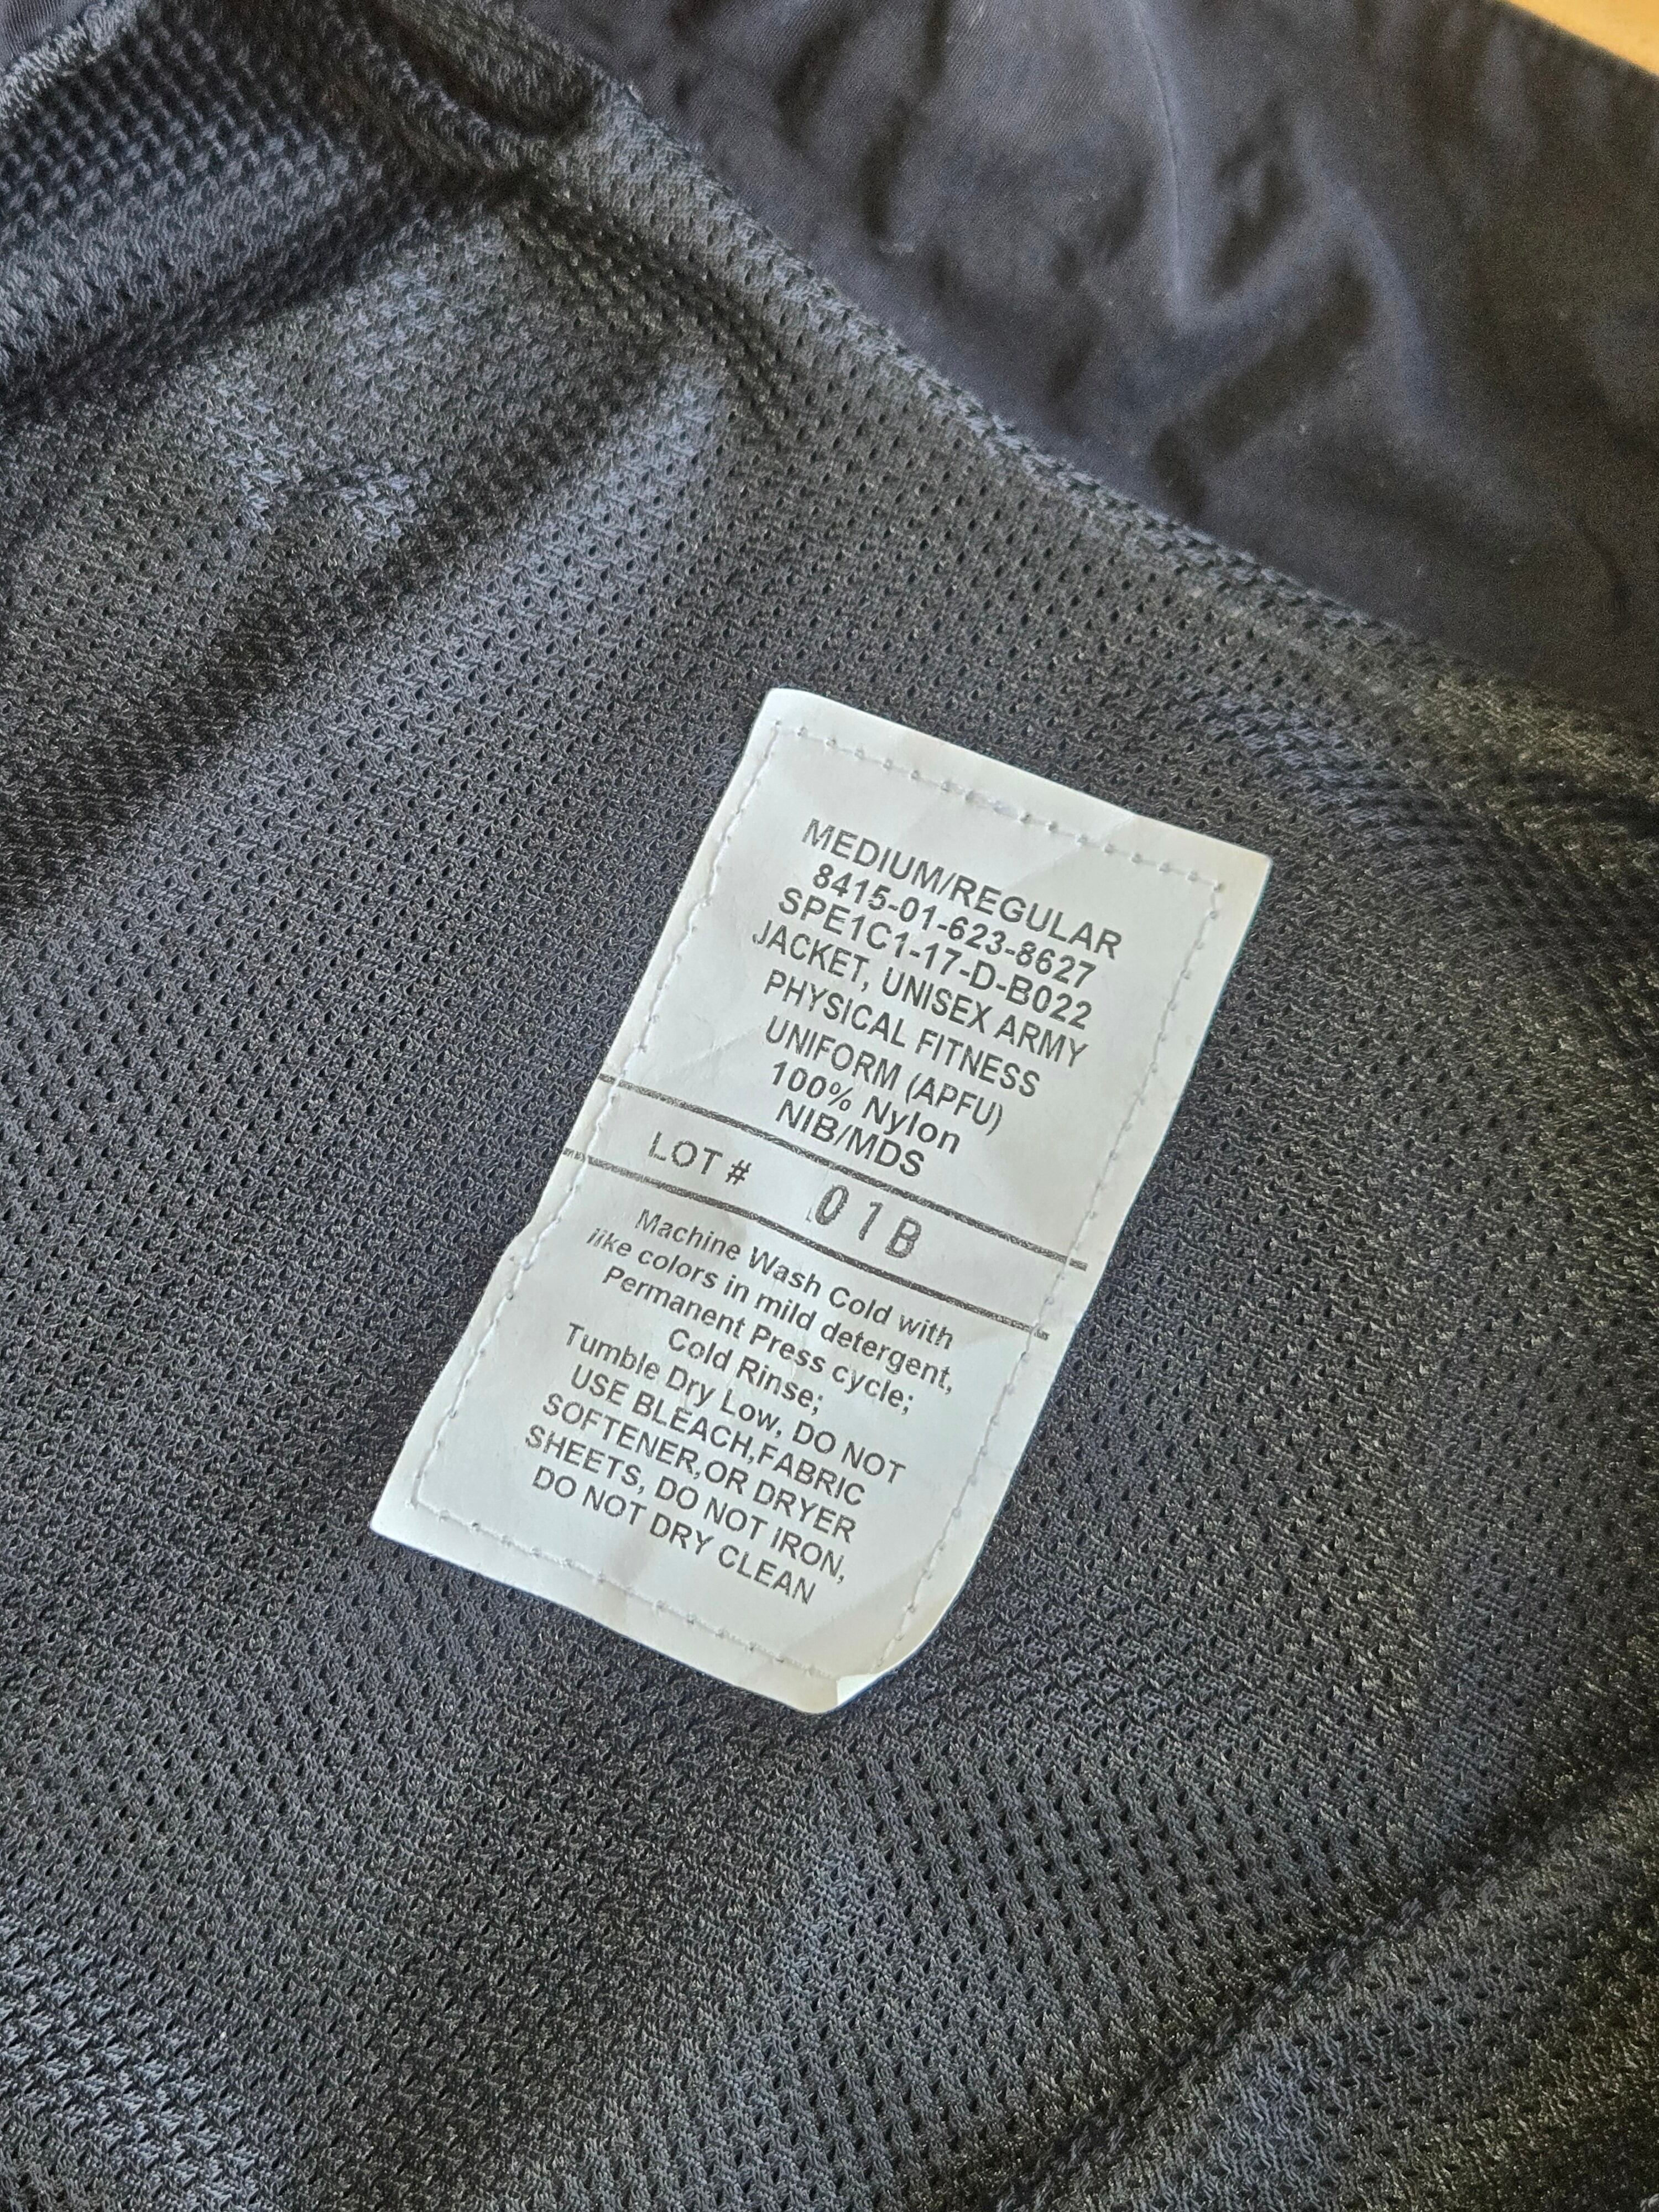 MEDIUM/REGULAR
8415-01-623-8627
SPE1C1-17-D-B022
JACKET, UNISEX ARMY
PHYSICAL FITNESS
UNIFORM (APFU)
100% Nylon
NIB/MDS
LOT # 01B
Machine Wash Cold with
like colors in mild detergent,
Permanent Press cycle;
Cold Rinse;
Tumble Dry Low, DO NOT
USE BLEACH,FABRIC
SOFTENER,OR DRYER
SHEETS, DO NOT IRON,
DO NOT DRY CLEAN